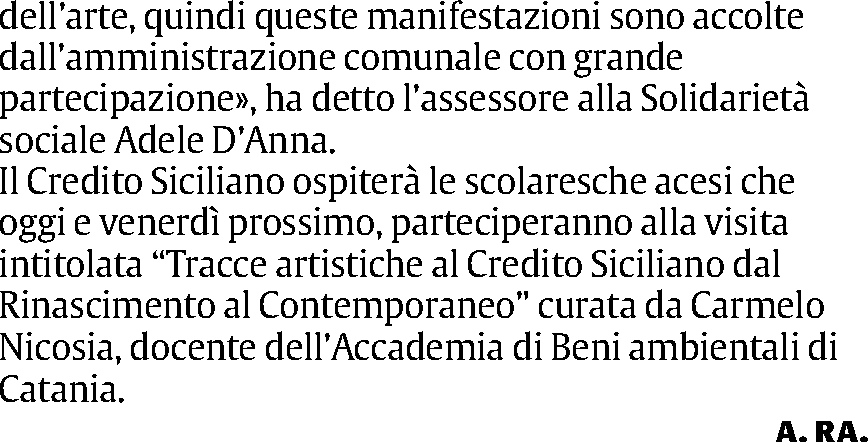 dell’arte, quindi queste manifestazioni sono accolte
dall’amministrazione comunale con grande
partecipazione», ha detto l’assessore alla Solidarietà
sociale Adele D’Anna.
Il Credito Siciliano ospiterà le scolaresche acesi che
oggi e venerdì prossimo, parteciperanno alla visita
intitolata “Tracce artistiche al Credito Siciliano dal
Rinascimento al Contemporaneo” curata da Carmelo
Nicosia, docente dell’Accademia di Beni ambientali di
Catania.
A. RA.